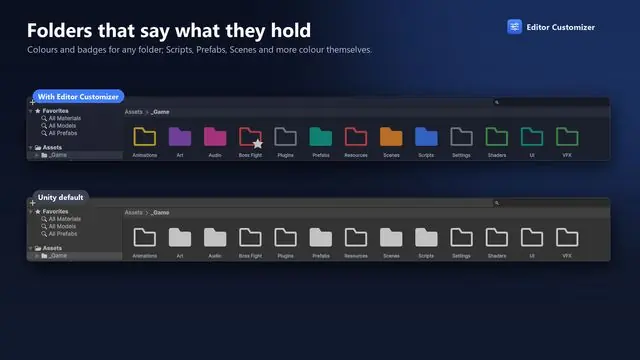 Folders that say what they hold
Editor Customizer
Colours and badges for any folder; Scripts, Prefabs, Scenes and more colour themselves.
With Editor Customizer
Favorites
All Materials
All Models
All Prefabs
Assets
_Game
Assets > _Game
Animations Art Audio Boss Fight Plugins Prefabs Resources Scenes Scripts Settings Shaders UI VFX
Unity default
Favorites
All Materials
All Models
All Prefabs
Assets
_Game
Assets > _Game
Animations Art Audio Boss Fight Plugins Prefabs Resources Scenes Scripts Settings Shaders UI VFX